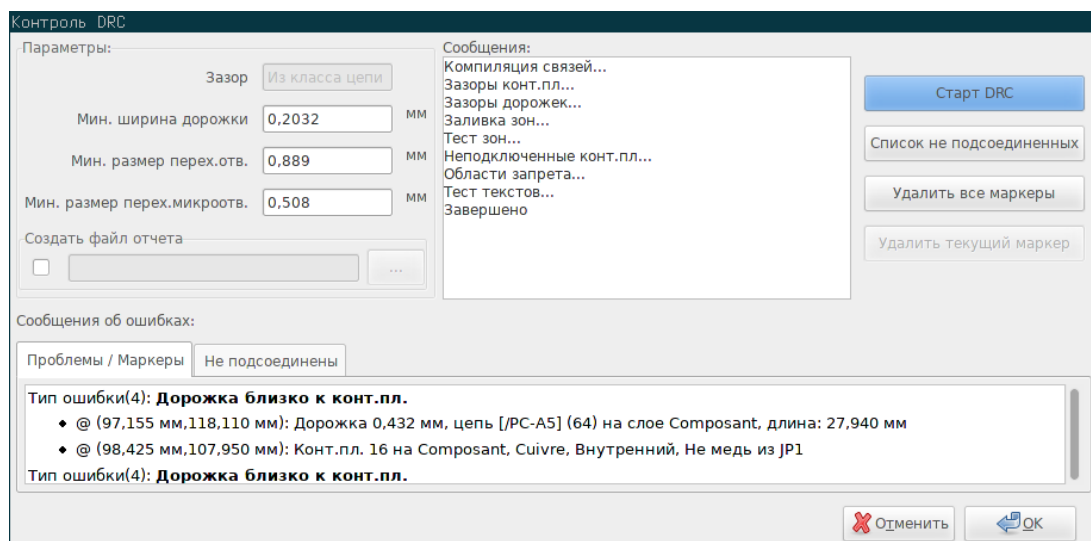 Контроль DRC
Параметры:
Зазор Из класса цепи
Мин. ширина дорожки 0,2032 мм
Мин. размер перех.отв. 0,889 мм
Мин. размер перех.микроотв. 0,508 мм
Создать файл отчета
...
Сообщения:
Компиляция связей...
Зазоры конт.пл...
Зазоры дорожек...
Заливка зон...
Тест зон...
Неподключенные конт.пл...
Области запрета...
Тест текстов...
Завершено
Старт DRC
Список не подсоединенных
Удалить все маркеры
Удалить текущий маркер
Сообщения об ошибках:
Проблемы / Маркеры Не подсоединены
Тип ошибки(4): Дорожка близко к конт.пл.
• @ (97,155 мм,118,110 мм): Дорожка 0,432 мм, цепь [/PC-A5] (64) на слое Composant, длина: 27,940 мм
• @ (98,425 мм,107,950 мм): Конт.пл. 16 на Composant, Cuivre, Внутренний, Не медь из JP1
Тип ошибки(4): Дорожка близко к конт.пл.
Отменить OK